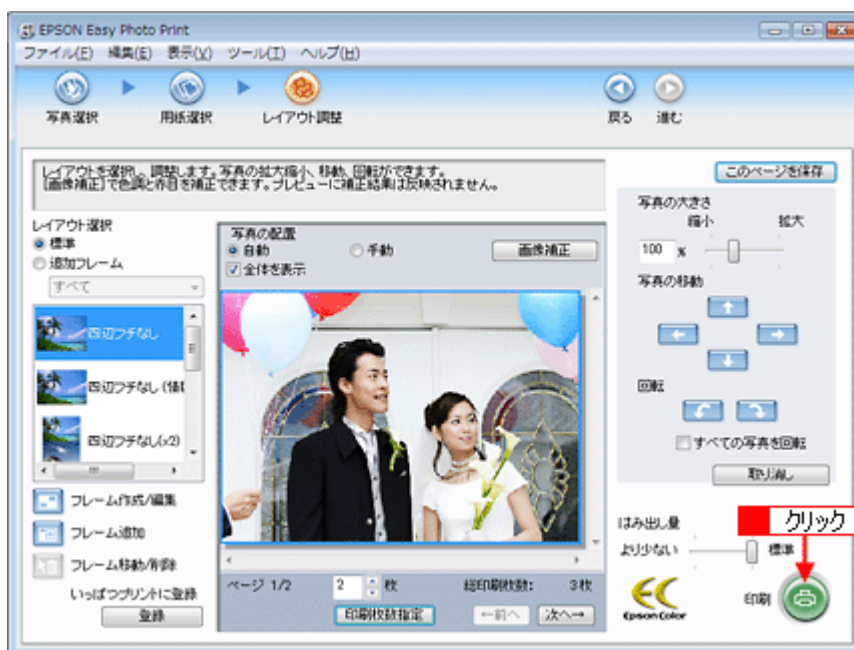 EPSON Easy Photo Print
ファイル(F) 編集(E) 表示(V) ツール(T) ヘルプ(H)
写真選択 用紙選択 レイアウト調整 戻る 進む
レイアウトを選択し、調整します。写真の拡大縮小、移動、回転ができます。
[画像補正]で色調と赤目を補正できます。プレビューに補正結果は反映されません。
このページを保存
レイアウト選択
標準
追加フレーム
すべて
四辺フチなし
四辺フチなし (情
四辺フチなし(x2)
フレーム作成/編集
フレーム追加
フレーム移動/削除
いっぱつプリントに登録
登録
写真の配置
自動 手動 画像補正
全体を表示
ページ 1/2 2 枚 総印刷枚数: 3枚
印刷枚数指定 ←前へ 次へ→
写真の大きさ
縮小 拡大
100 %
写真の移動
回転
すべての写真を回転
取り消し
はみ出し量
クリック
より少ない 標準
Epson Color
印刷